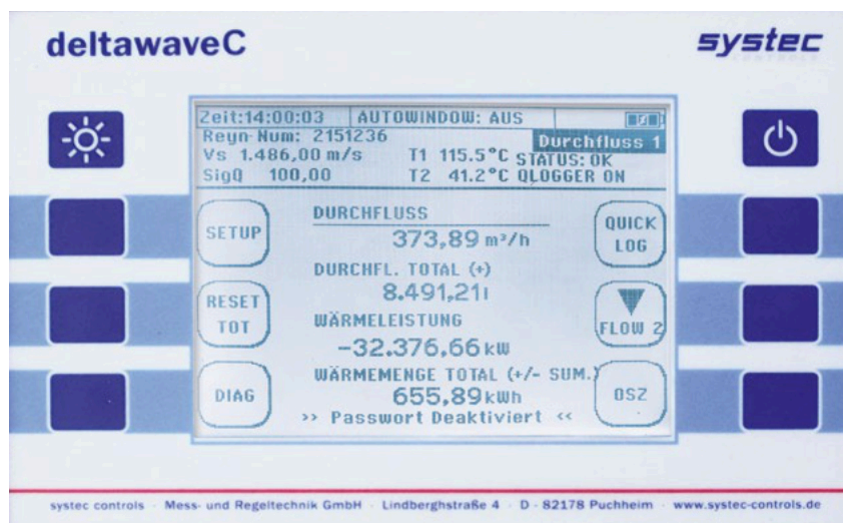 deltawaveC
systec
CONTROLS
Zeit:14:00:03 AUTOWINDOW: AUS
Reyn-Num: 2151236
Durchfluss 1
Vs 1.486,00 m/s T1 115.5°C STATUS: OK
SigQ 100,00 T2 41.2°C QLOGGER ON
SETUP
DURCHFLUSS
373,89 m³/h
QUICK
LOG
DURCHFL. TOTAL (+)
8.491,21l
RESET
TOT
WÄRMELEISTUNG
-32.376,66 kW
FLOW 2
WÄRMEMENGE TOTAL (+/- SUM.)
655,89 kWh
DIAG
OSZ
>> Passwort Deaktiviert <<
systec controls · Mess- und Regeltechnik GmbH · Lindberghstraße 4 · D - 82178 Puchheim · www.systec-controls.de